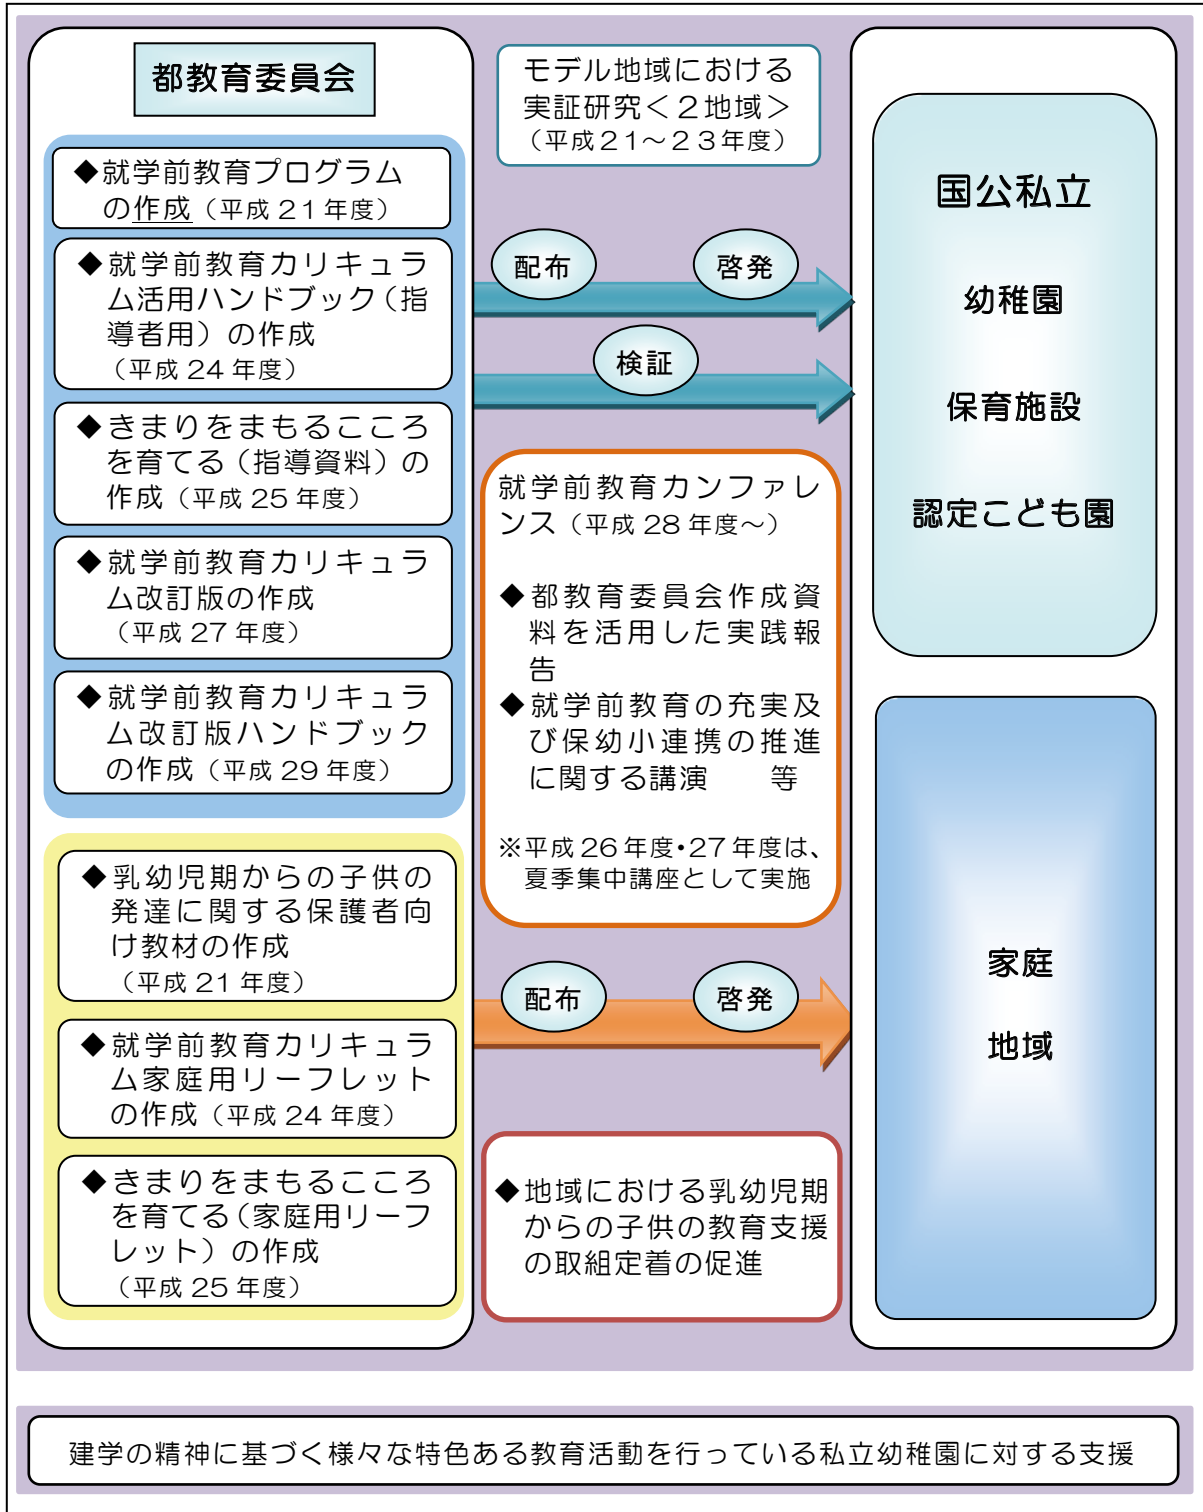 都教育委員会
◆就学前教育プログラム
の作成（平成21年度）
◆就学前教育カリキュラ
ム活用ハンドブック（指
導者用）の作成
（平成24年度）
◆きまりをまもるこころ
を育てる（指導資料）の
作成（平成25年度）
◆就学前教育カリキュラ
ム改訂版の作成
（平成27年度）
◆就学前教育カリキュラ
ム改訂版ハンドブック
の作成（平成29年度）
◆乳幼児期からの子供の
発達に関する保護者向
け教材の作成
（平成21年度）
◆就学前教育カリキュラ
ム家庭用リーフレット
の作成（平成24年度）
◆きまりをまもるこころ
を育てる（家庭用リーフ
レット）の作成
（平成25年度）
モデル地域における
実証研究＜２地域＞
（平成２１～２３年度）
配布
啓発
検証
就学前教育カンファレ
ンス（平成28年度～）
◆都教育委員会作成資
料を活用した実践報
告
◆就学前教育の充実及
び保幼小連携の推進
に関する講演　等
※平成26年度・27年度は、
夏季集中講座として実施
配布
啓発
◆地域における乳幼児期
からの子供の教育支援
の取組定着の促進
国公私立
幼稚園
保育施設
認定こども園
家庭
地域
建学の精神に基づく様々な特色ある教育活動を行っている私立幼稚園に対する支援